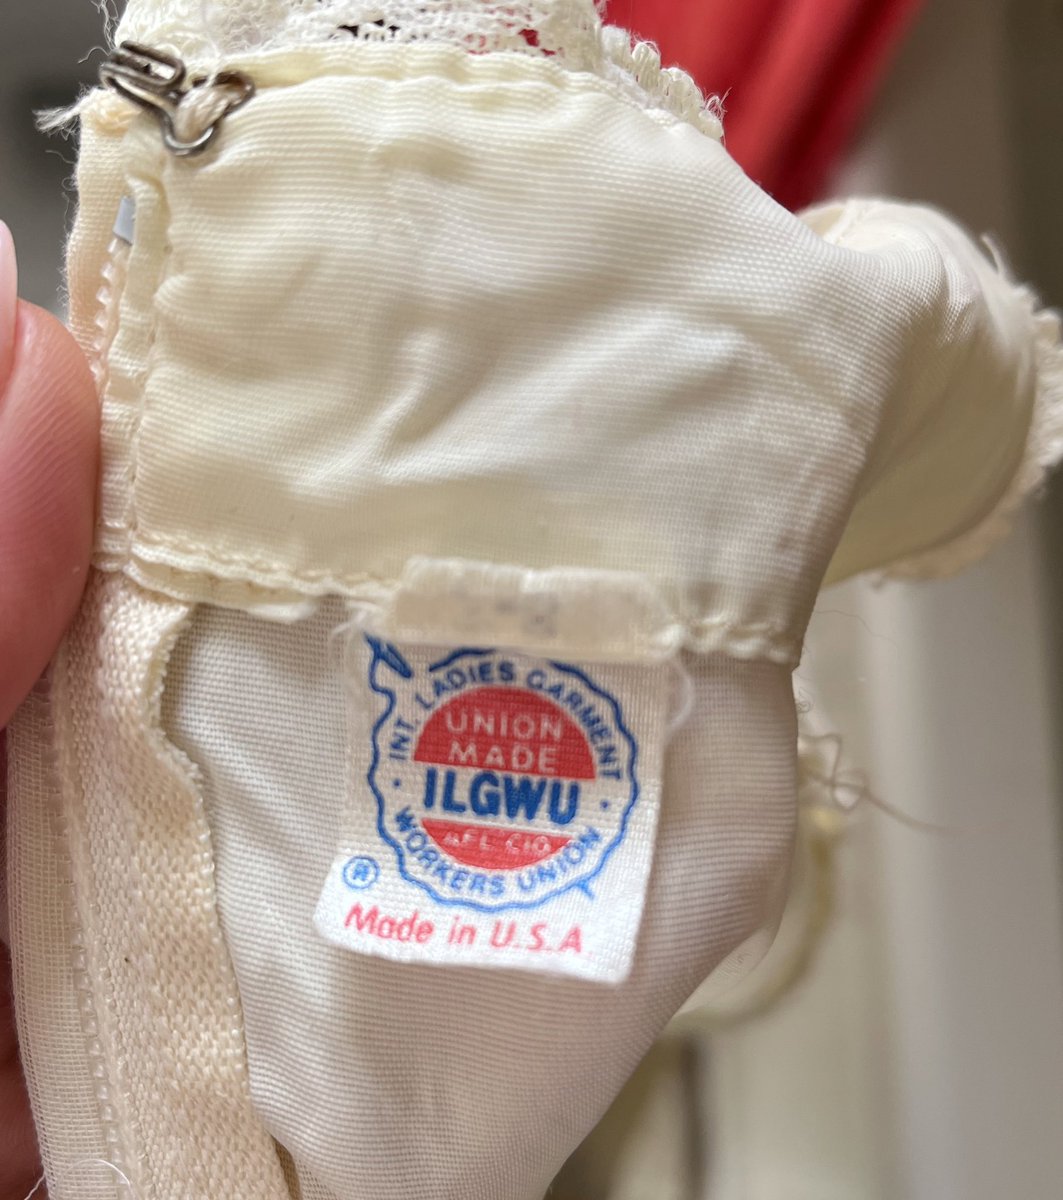 INT. LADIES GARMENT
UNION
MADE
ILGWU
AFL CIO
WORKERS UNION
®
Made in U.S.A.